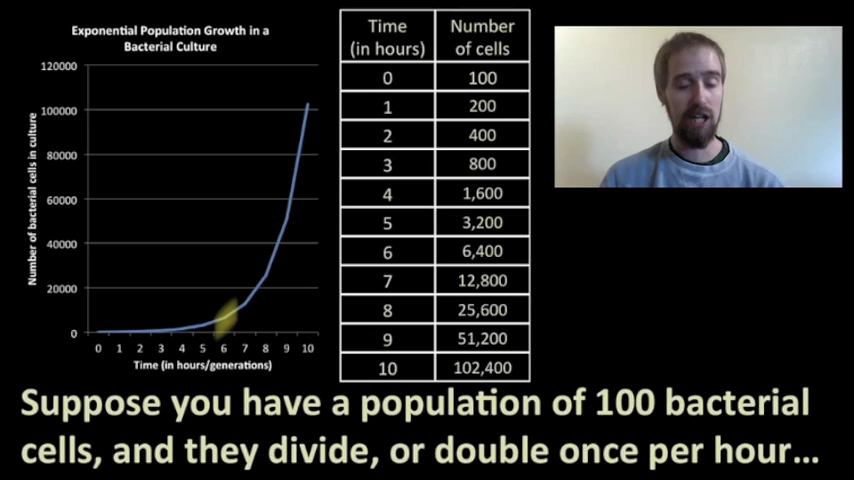 Exponential Population Growth in a
Bacterial Culture
Number of bacterial cells in culture
120000
100000
80000
60000
40000
20000
0
0 1 2 3 4 5 6 7 8 9 10
Time (in hours/generations)
Time Number
(in hours) of cells
0 100
1 200
2 400
3 800
4 1,600
5 3,200
6 6,400
7 12,800
8 25,600
9 51,200
10 102,400
Suppose you have a population of 100 bacterial
cells, and they divide, or double once per hour...